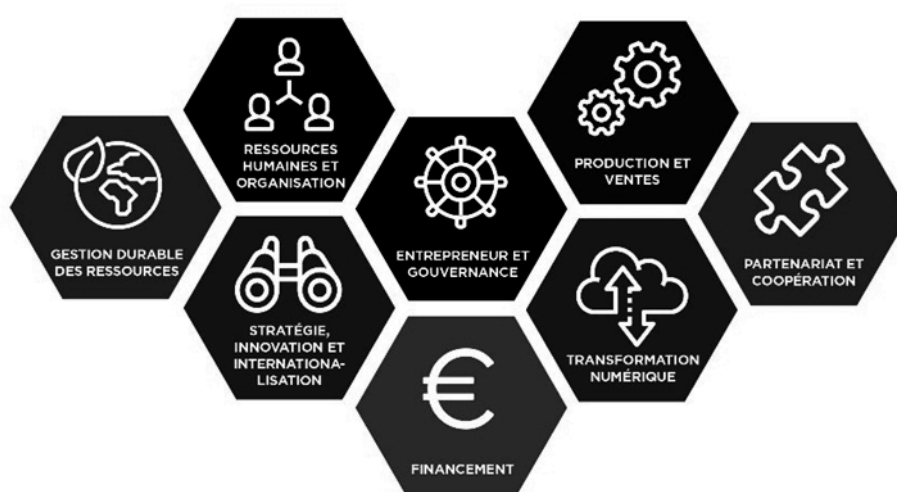 RESSOURCES
HUMAINES ET
ORGANISATION
PRODUCTION ET
VENTES
GESTION DURABLE
DES RESSOURCES
ENTREPRENEUR ET
GOUVERNANCE
PARTENARIAT ET
COOPÉRATION
STRATÉGIE,
INNOVATION ET
INTERNATIONA-
LISATION
TRANSFORMATION
NUMÉRIQUE
€
FINANCEMENT